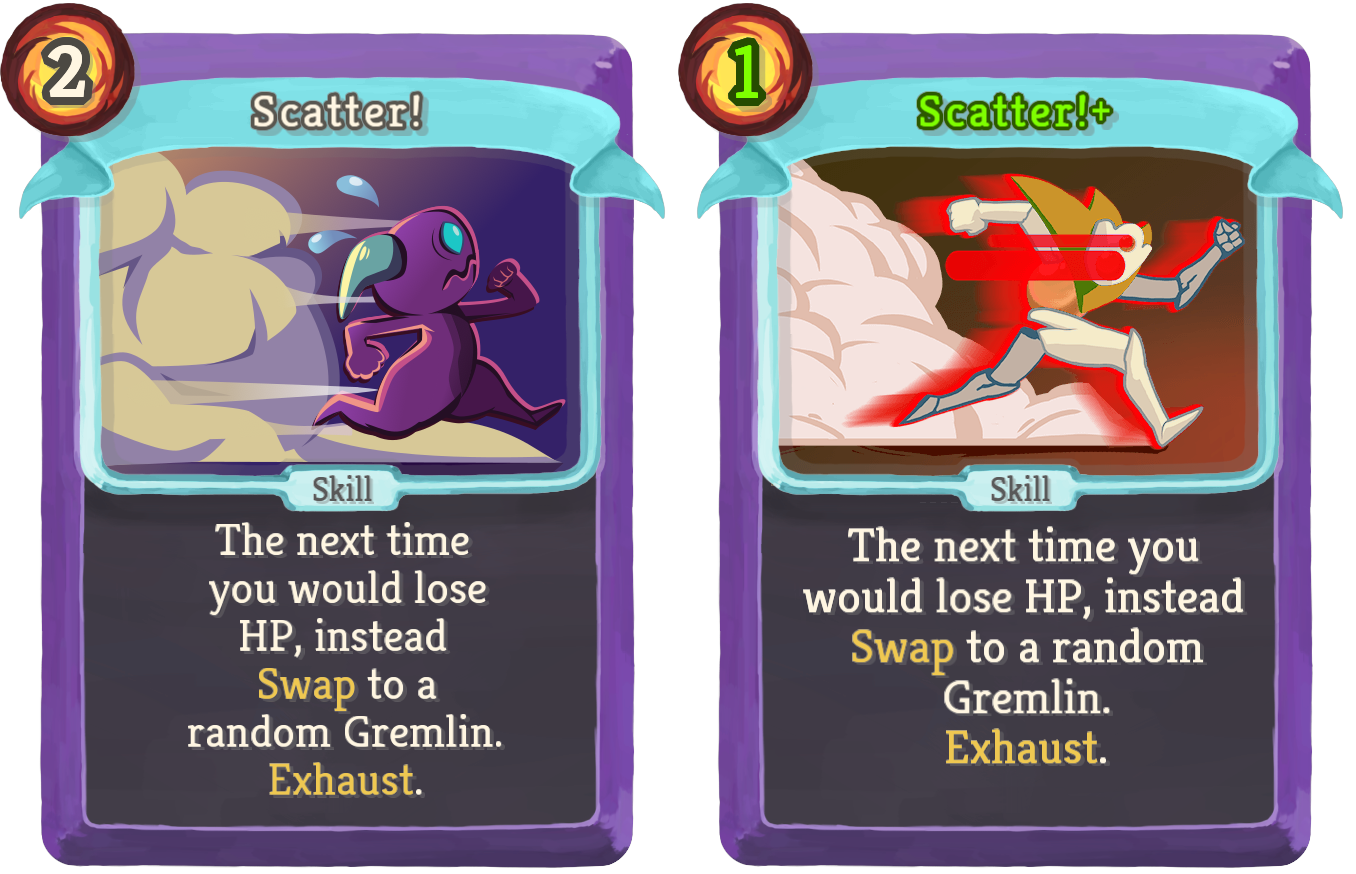 2
Scatter!
Skill
The next time
you would lose
HP, instead
Swap to a
random Gremlin.
Exhaust.
1
Scatter!+
Skill
The next time you
would lose HP, instead
Swap to a random
Gremlin.
Exhaust.